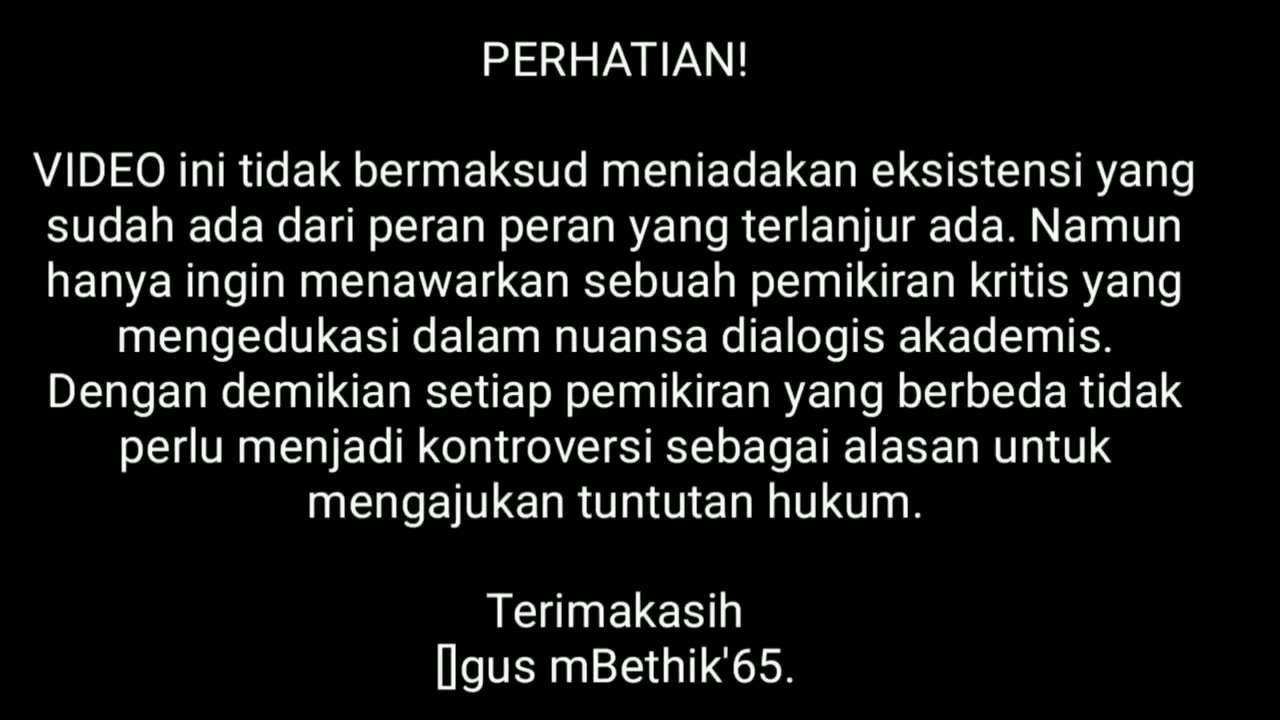 PERHATIAN!
VIDEO ini tidak bermaksud meniadakan eksistensi yang
sudah ada dari peran peran yang terlanjur ada. Namun
hanya ingin menawarkan sebuah pemikiran kritis yang
mengedukasi dalam nuansa dialogis akademis.
Dengan demikian setiap pemikiran yang berbeda tidak
perlu menjadi kontroversi sebagai alasan untuk
mengajukan tuntutan hukum.
Terimakasih
[]gus mBethik'65.